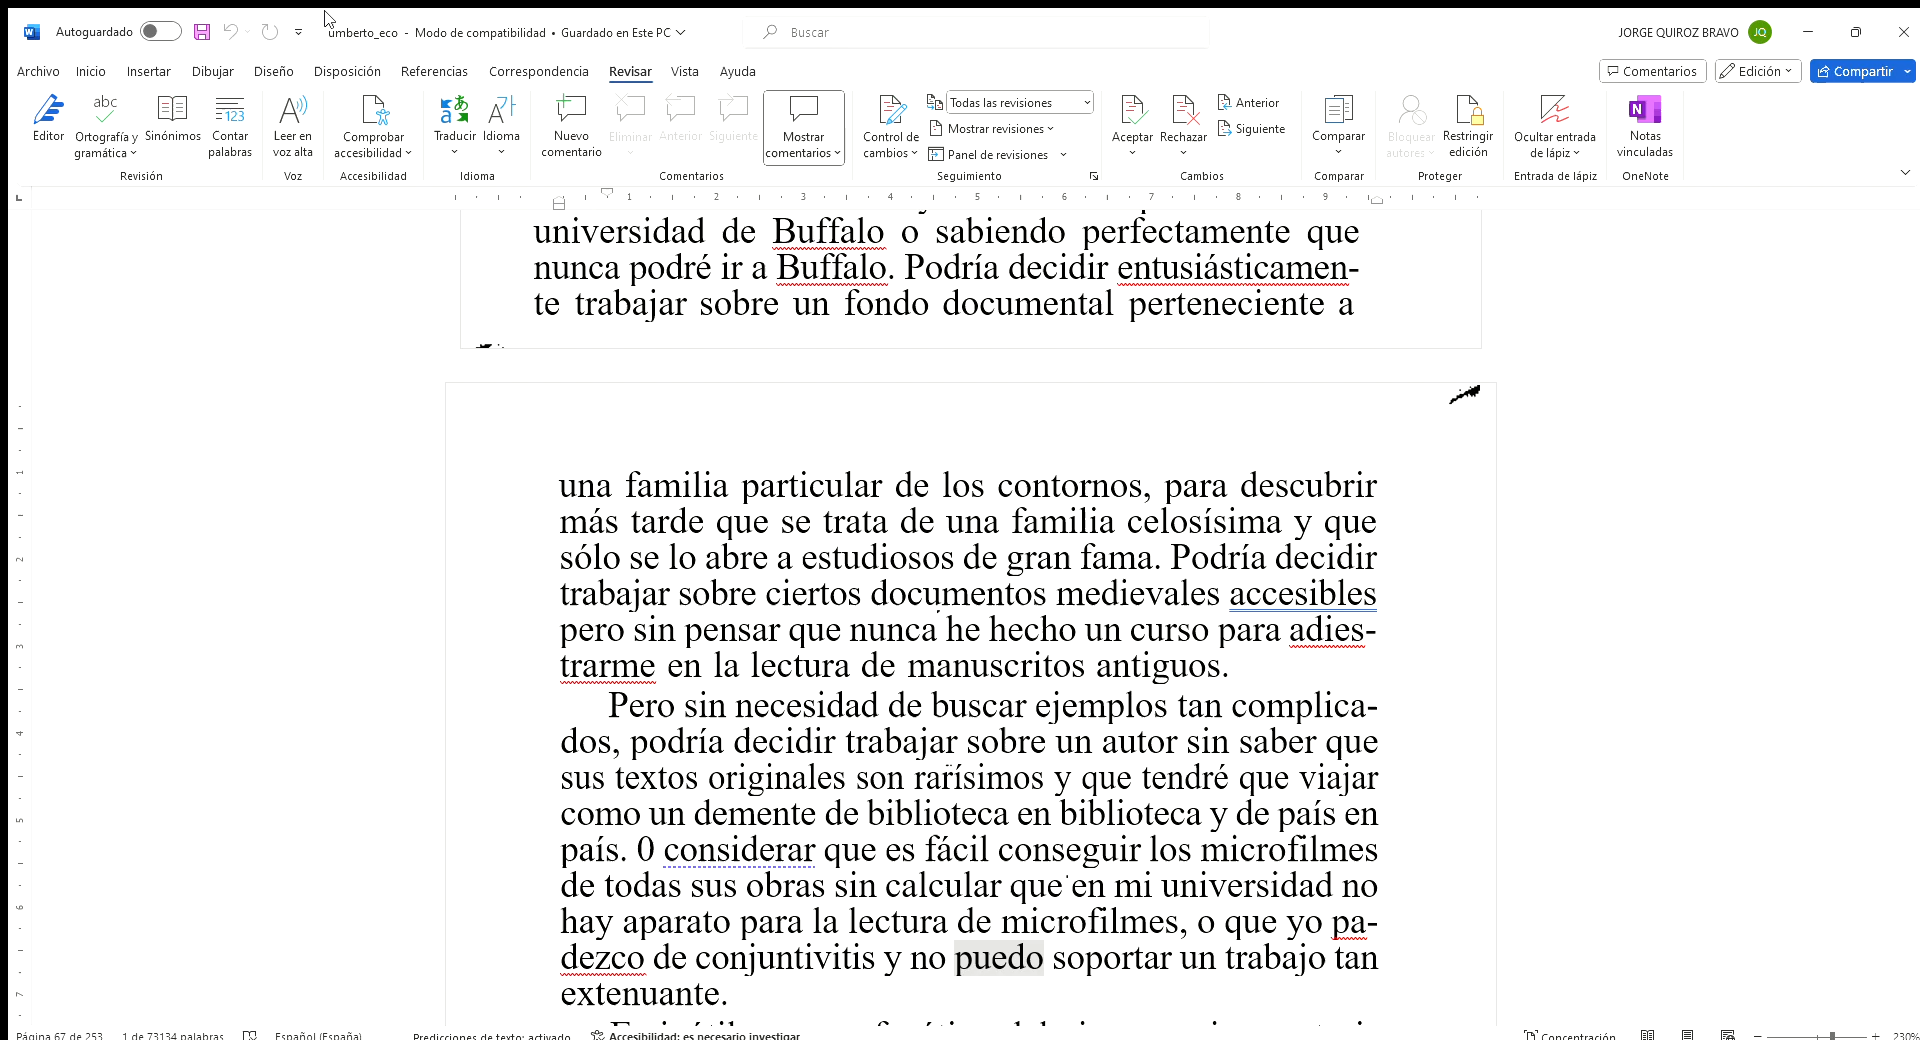 Autoguardado umberto_eco - Modo de compatibilidad • Guardado en Este PC Buscar JORGE QUIROZ BRAVO JQ
Archivo Inicio Insertar Dibujar Diseño Disposición Referencias Correspondencia Revisar Vista Ayuda Comentarios Edición Compartir
Editor
Ortografía y gramática
Sinónimos
Contar palabras
Revisión
Leer en voz alta
Voz
Comprobar accesibilidad
Accesibilidad
Traducir
Idioma
Idioma
Nuevo comentario
Eliminar
Anterior
Siguiente
Mostrar comentarios
Comentarios
Control de cambios
Todas las revisiones
Mostrar revisiones
Panel de revisiones
Seguimiento
Aceptar
Rechazar
Anterior
Siguiente
Cambios
Comparar
Comparar
Bloquear autores
Restringir edición
Proteger
Ocultar entrada de lápiz
Entrada de lápiz
Notas vinculadas
OneNote
1 2 3 4 5 6 7 8 9
universidad de Buffalo o sabiendo perfectamente que
nunca podré ir a Buffalo. Podría decidir entusiásticamen-
te trabajar sobre un fondo documental perteneciente a
una familia particular de los contornos, para descubrir
más tarde que se trata de una familia celosísima y que
sólo se lo abre a estudiosos de gran fama. Podría decidir
trabajar sobre ciertos documentos medievales accesibles
pero sin pensar que nunca he hecho un curso para adies-
trarme en la lectura de manuscritos antiguos.
Pero sin necesidad de buscar ejemplos tan complica-
dos, podría decidir trabajar sobre un autor sin saber que
sus textos originales son rarísimos y que tendré que viajar
como un demente de biblioteca en biblioteca y de país en
país. 0 considerar que es fácil conseguir los microfilmes
de todas sus obras sin calcular que en mi universidad no
hay aparato para la lectura de microfilmes, o que yo pa-
dezco de conjuntivitis y no puedo soportar un trabajo tan
extenuante.
Página 67 de 253 1 de 73134 palabras Español (España) Predicciones de texto: activado Accesibilidad: es necesario investigar Concentración 230%